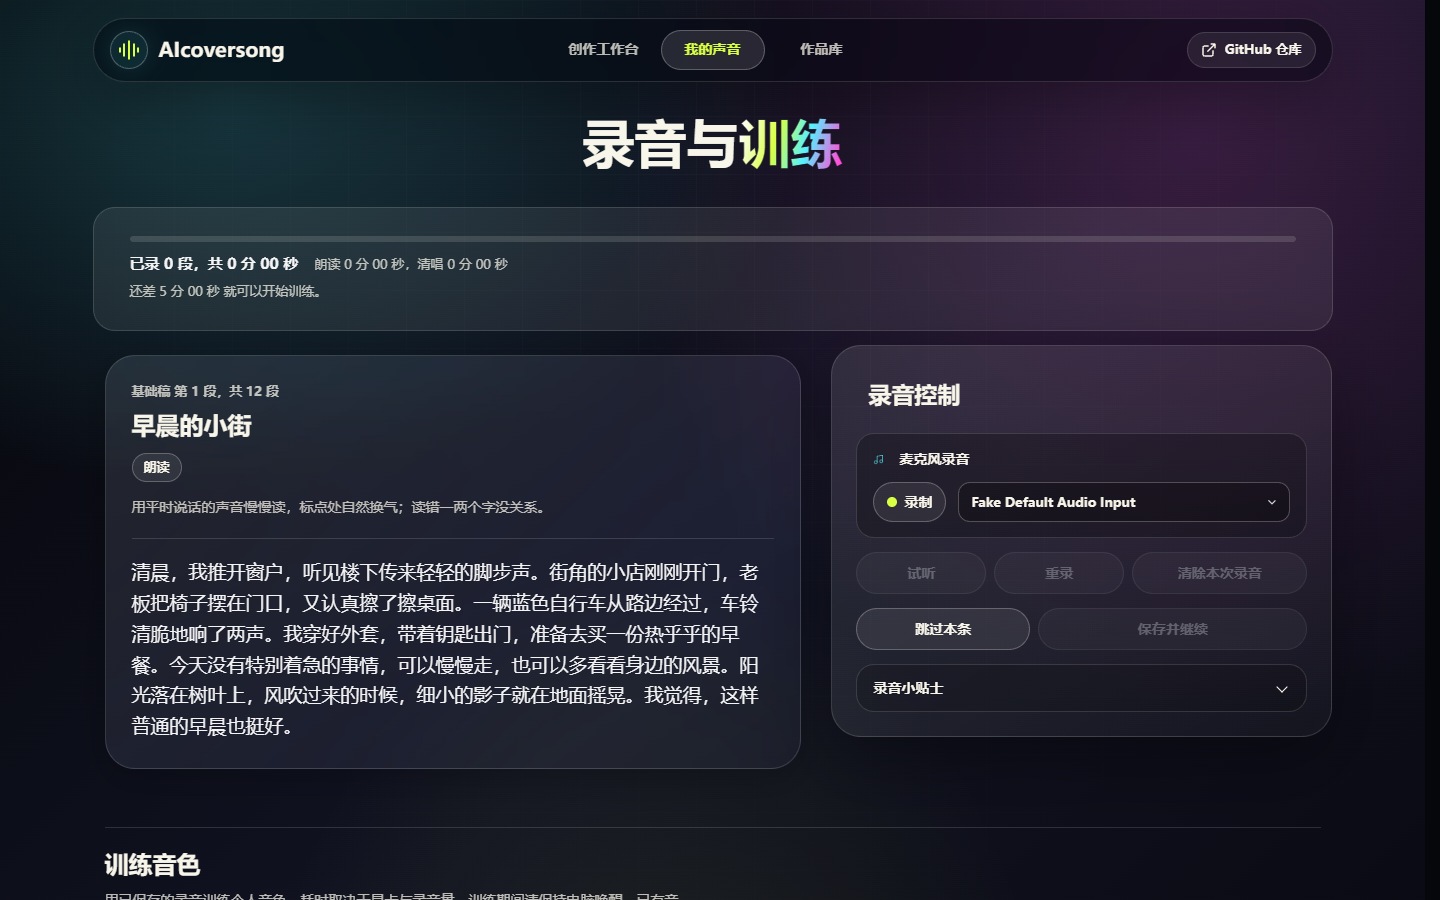 AIcoversong
创作工作台
我的声音
作品库
GitHub 仓库
录音与训练
已录 0 段，共 0 分 00 秒 朗读 0 分 00 秒，清唱 0 分 00 秒
还差 5 分 00 秒 就可以开始训练。
基础稿 第 1 段，共 12 段
早晨的小街
朗读
用平时说话的声音慢慢读，标点处自然换气；读错一两个字没关系。
清晨，我推开窗户，听见楼下传来轻轻的脚步声。街角的小店刚刚开门，老
板把椅子摆在门口，又认真擦了擦桌面。一辆蓝色自行车从路边经过，车铃
清脆地响了两声。我穿好外套，带着钥匙出门，准备去买一份热乎乎的早
餐。今天没有特别着急的事情，可以慢慢走，也可以多看看身边的风景。阳
光落在树叶上，风吹过来的时候，细小的影子就在地面摇晃。我觉得，这样
普通的早晨也挺好。
录音控制
麦克风录音
录制
Fake Default Audio Input
试听
重录
清除本次录音
跳过本条
保存并继续
录音小贴士
训练音色